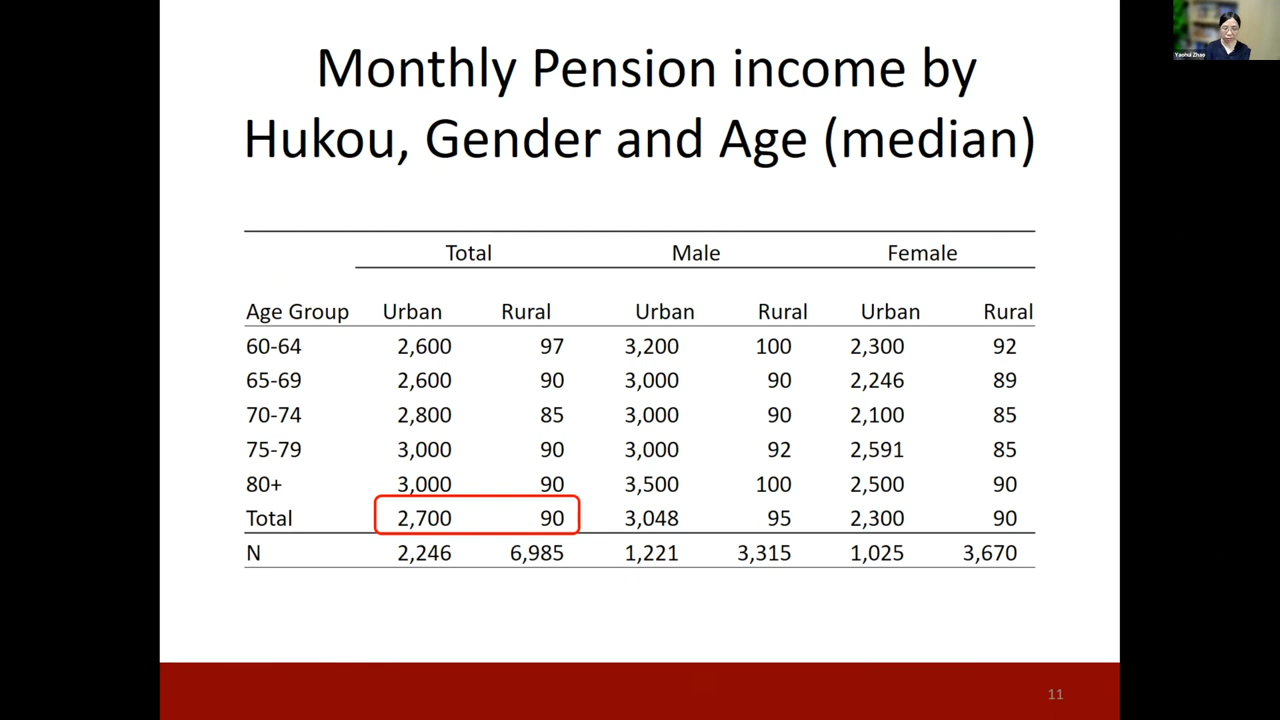 Monthly Pension income by
Hukou, Gender and Age (median)
Yaohui Zhao
Total Male Female
Age Group Urban Rural Urban Rural Urban Rural
60-64 2,600 97 3,200 100 2,300 92
65-69 2,600 90 3,000 90 2,246 89
70-74 2,800 85 3,000 90 2,100 85
75-79 3,000 90 3,000 92 2,591 85
80+ 3,000 90 3,500 100 2,500 90
Total 2,700 90 3,048 95 2,300 90
N 2,246 6,985 1,221 3,315 1,025 3,670
11